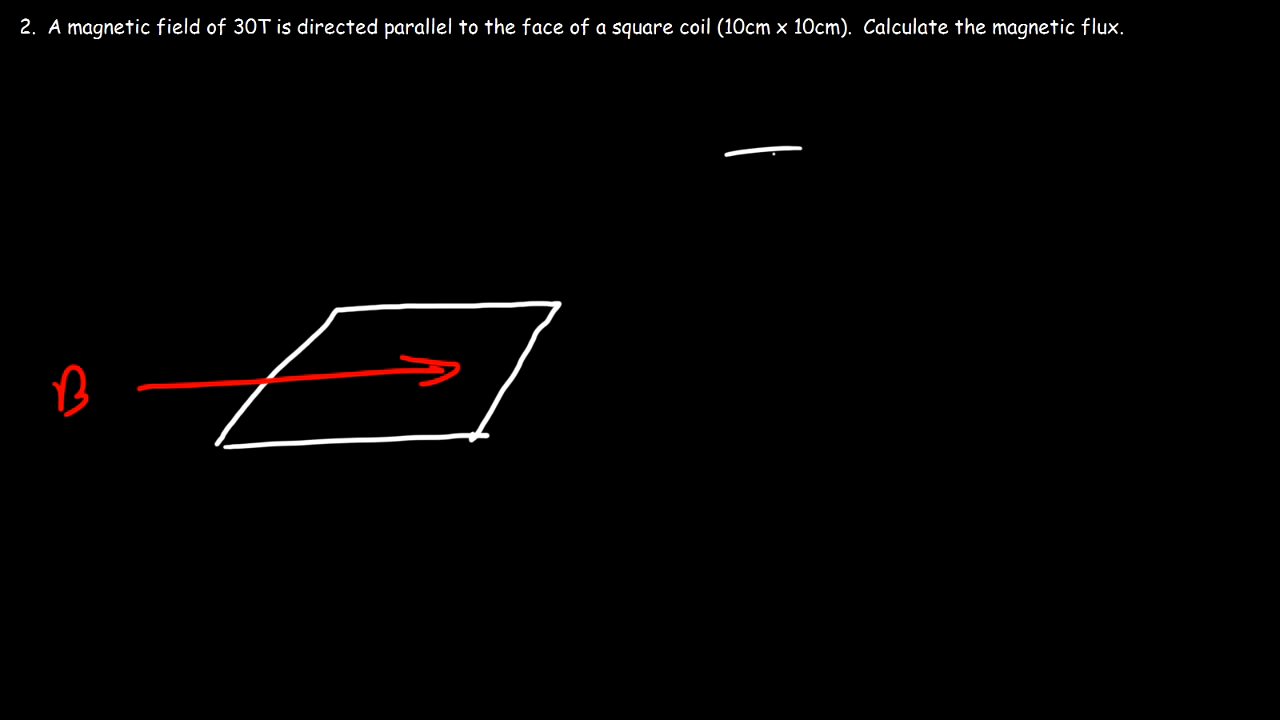 2. A magnetic field of 30T is directed parallel to the face of a square coil (10cm x 10cm). Calculate the magnetic flux.
B